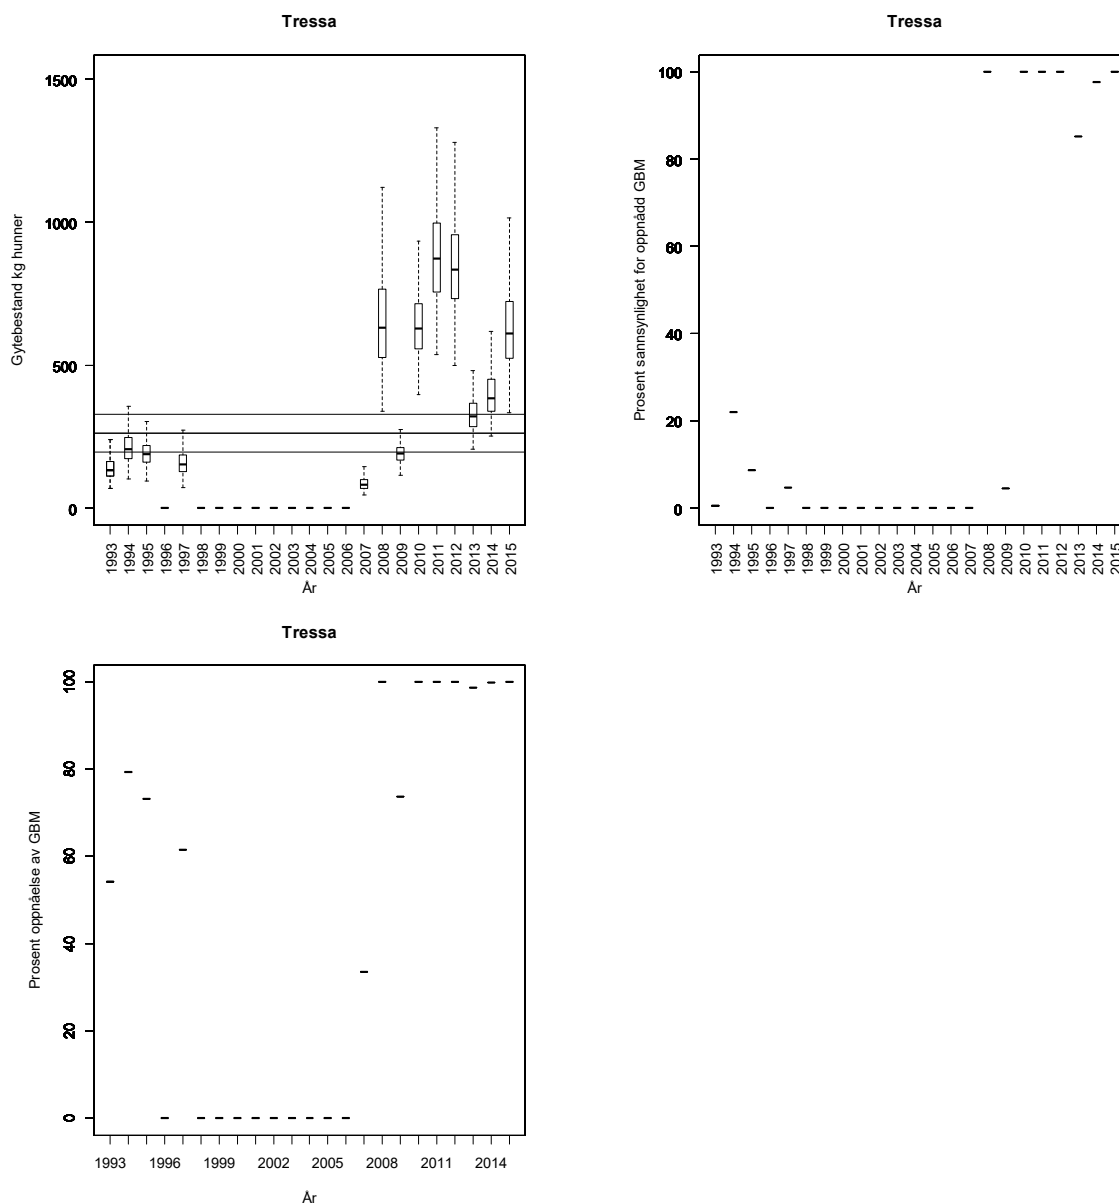 Tressa
Gytebestand kg hunner
1500
1000
500
0
1993 1994 1995 1996 1997 1998 1999 2000 2001 2002 2003 2004 2005 2006 2007 2008 2009 2010 2011 2012 2013 2014 2015
År
Tressa
Prosent sannsynlighet for oppnådd GBM
100
80
60
40
20
0
1993 1994 1995 1996 1997 1998 1999 2000 2001 2002 2003 2004 2005 2006 2007 2008 2009 2010 2011 2012 2013 2014 2015
År
Tressa
Prosent oppnåelse av GBM
100
80
60
40
20
0
1993 1996 1999 2002 2005 2008 2011 2014
År